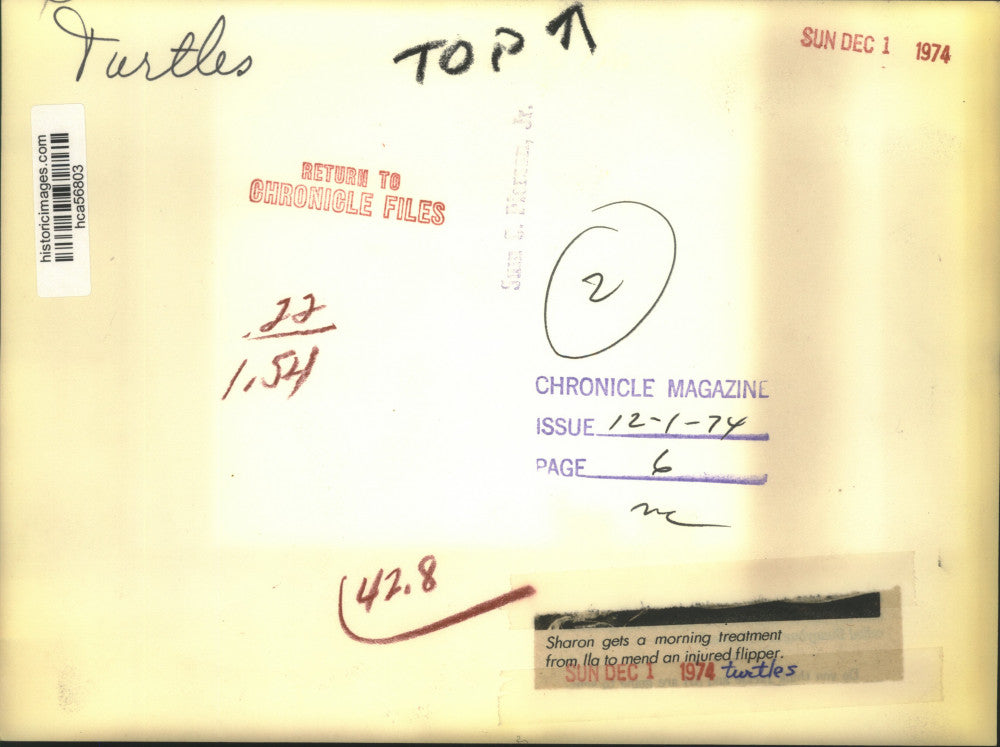 Turtles
TOP ↑
SUN DEC 1 1974
historicimages.com
hca56803
RETURN TO
CHRONICLE FILES
Jr.
2
.22
1.54
CHRONICLE MAGAZINE
ISSUE 12-1-74
PAGE 6
42.8
Sharon gets a morning treatment
from Ila to mend an injured flipper.
SUN DEC 1 1974 turtles